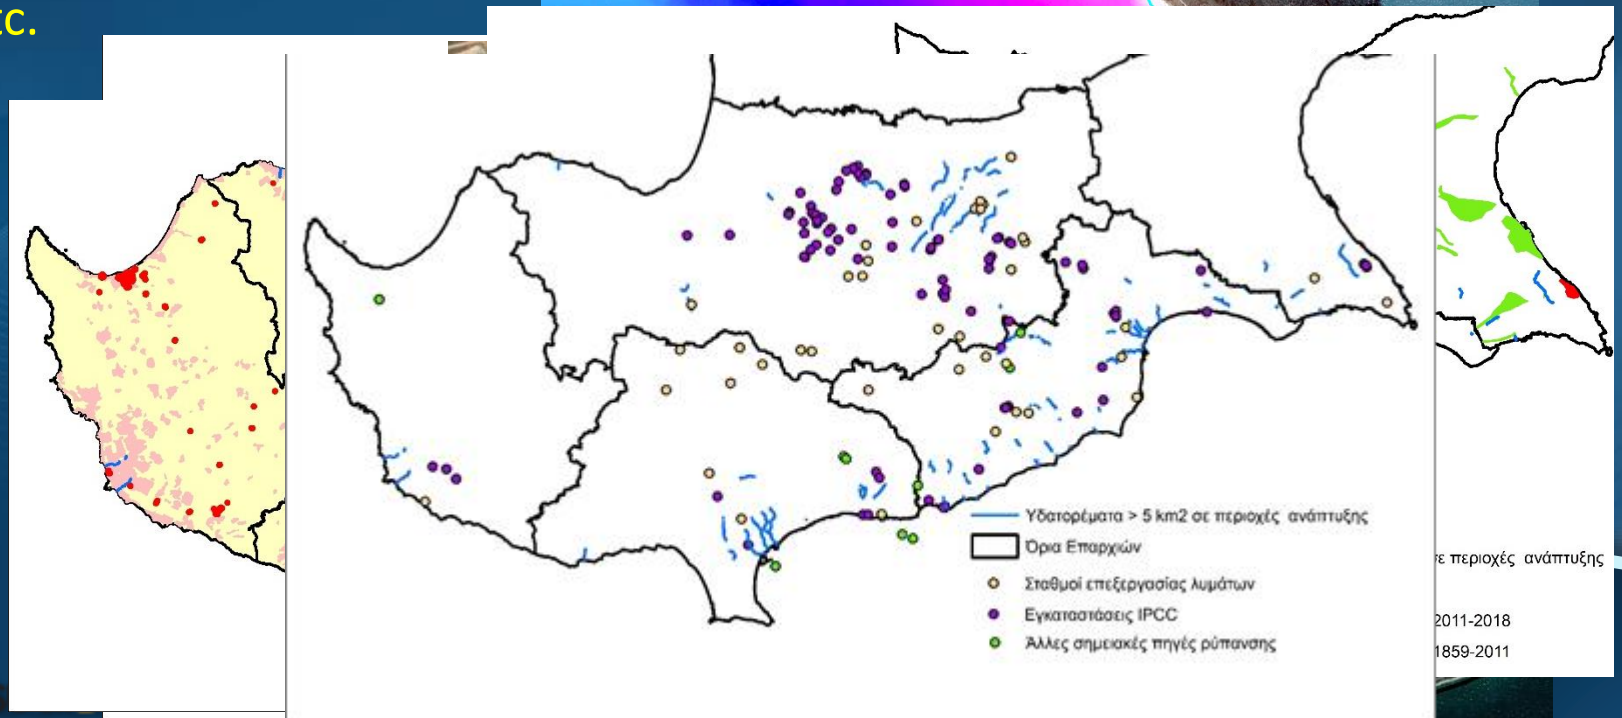 tc.
Υδατορέματα > 5 km2 σε περιοχές ανάπτυξης
Όρια Επαρχιών
Σταθμοί επεξεργασίας λυμάτων
Εγκαταστάσεις IPCC
Άλλες σημειακές πηγές ρύπανσης
ε περιοχές ανάπτυξης
2011-2018
1859-2011